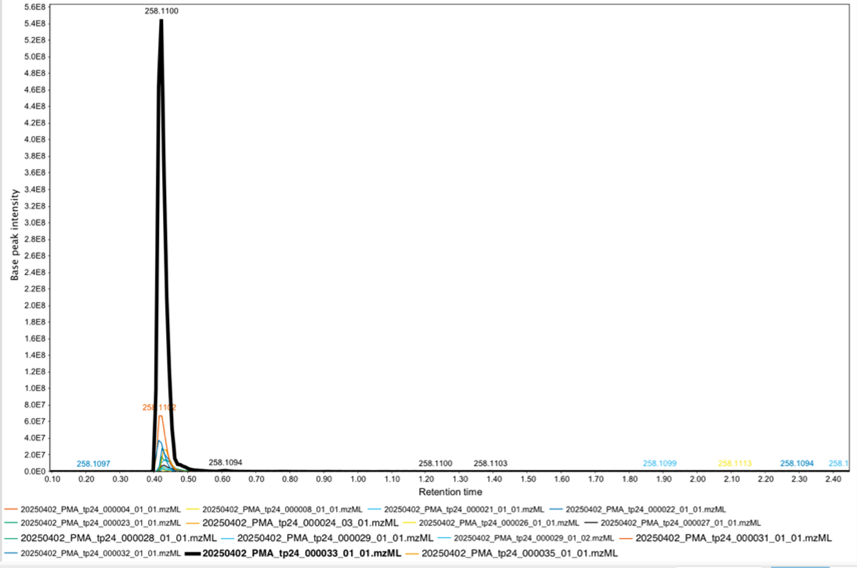 258.1100
5.6E8
5.4E8
5.2E8
5.0E8
4.8E8
4.6E8
4.4E8
4.2E8
4.0E8
3.8E8
3.6E8
3.4E8
3.2E8
3.0E8
2.8E8
2.6E8
2.4E8
2.2E8
2.0E8
1.8E8
1.6E8
1.4E8
1.2E8
1.0E8
8.0E7
6.0E7
4.0E7
2.0E7
0.0E0
Base peak intensity
258.1097 258.1094 258.1100 258.1103 258.1099 258.1113 258.1094 258.1
0.10 0.20 0.30 0.40 0.50 0.60 0.70 0.80 0.90 1.00 1.10 1.20 1.30 1.40 1.50 1.60 1.70 1.80 1.90 2.00 2.10 2.20 2.30 2.40
Retention time
20250402_PMA_tp24_000004_01_01.mzML 20250402_PMA_tp24_000008_01_01.mzML 20250402_PMA_tp24_000021_01_01.mzML 20250402_PMA_tp24_000022_01_01.mzML
20250402_PMA_tp24_000023_01_01.mzML 20250402_PMA_tp24_000024_03_01.mzML 20250402_PMA_tp24_000026_01_01.mzML 20250402_PMA_tp24_000027_01_01.mzML
20250402_PMA_tp24_000028_01_01.mzML 20250402_PMA_tp24_000029_01_01.mzML 20250402_PMA_tp24_000029_01_02.mzML 20250402_PMA_tp24_000031_01_01.mzML
20250402_PMA_tp24_000032_01_01.mzML 20250402_PMA_tp24_000033_01_01.mzML 20250402_PMA_tp24_000035_01_01.mzML